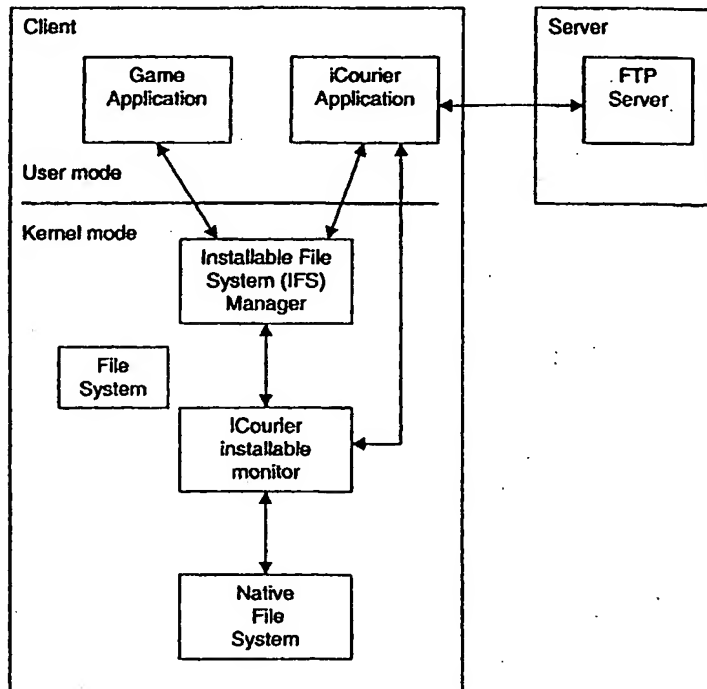 Client
Server
Game
Application
iCourier
Application
FTP
Server
User mode
Kernel mode
Installable File
System (IFS)
Manager
File
System
ICourier
installable
monitor
Native
File
System